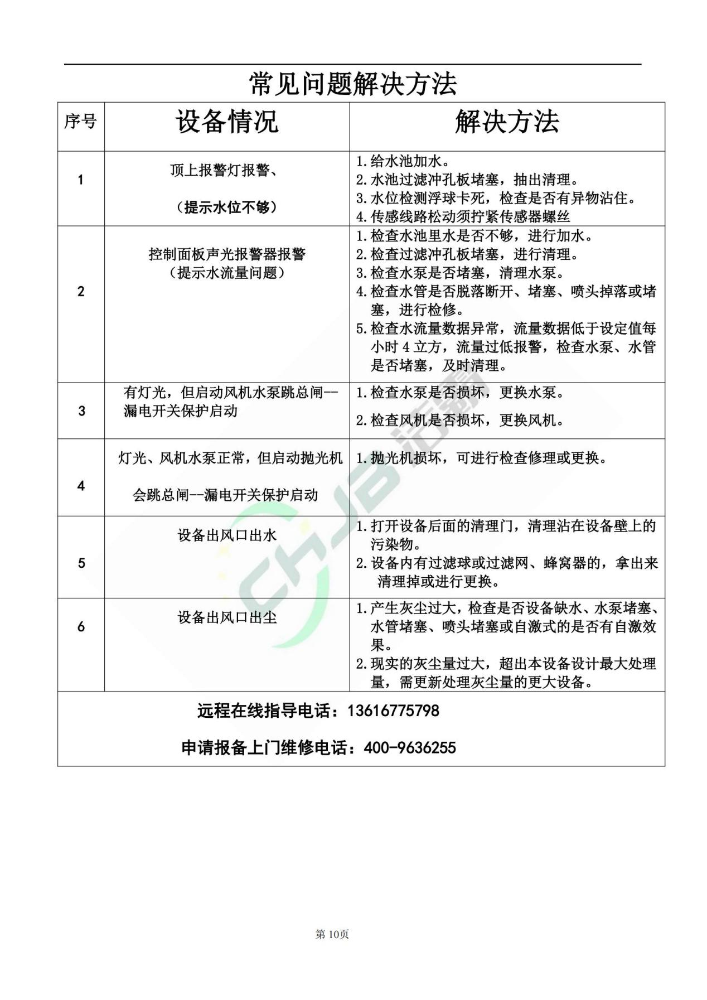 常见问题解决方法
序号
设备情况
解决方法
1
顶上报警灯报警、
（提示水位不够）
1.给水池加水。
2.水池过滤冲孔板堵塞，抽出清理。
3.水位检测浮球卡死，检查是否有异物沾住。
4.传感线路松动须拧紧传感器螺丝
2
控制面板声光报警器报警
（提示水流量问题）
1.检查水池里水是否不够，进行加水。
2.检查过滤冲孔板堵塞，进行清理。
3.检查水泵是否堵塞，清理水泵。
4.检查水管是否脱落断开、堵塞、喷头掉落或堵
塞，进行检修。
5.检查水流量数据异常，流量数据低于设定值每
小时4立方，流量过低报警，检查水泵、水管
是否堵塞，及时清理。
3
有灯光，但启动风机水泵跳总闸--
漏电开关保护启动
1.检查水泵是否损坏，更换水泵。
2.检查风机是否损坏，更换风机。
4
灯光、风机水泵正常，但启动抛光机
会跳总闸--漏电开关保护启动
1.抛光机损坏，可进行检查修理或更换。
5
设备出风口出水
1.打开设备后面的清理门，清理沾在设备壁上的
污染物。
2.设备内有过滤球或过滤网、蜂窝器的，拿出来
清理掉或进行更换。
6
设备出风口出尘
1.产生灰尘过大，检查是否设备缺水、水泵堵塞、
水管堵塞、喷头堵塞或自激式的是否有自激效
果。
2.现实的灰尘量过大，超出本设备设计最大处理
量，需更新处理灰尘量的更大设备。
远程在线指导电话：13616775798
申请报备上门维修电话：400-9636255
CHJB洁霸
第 10页